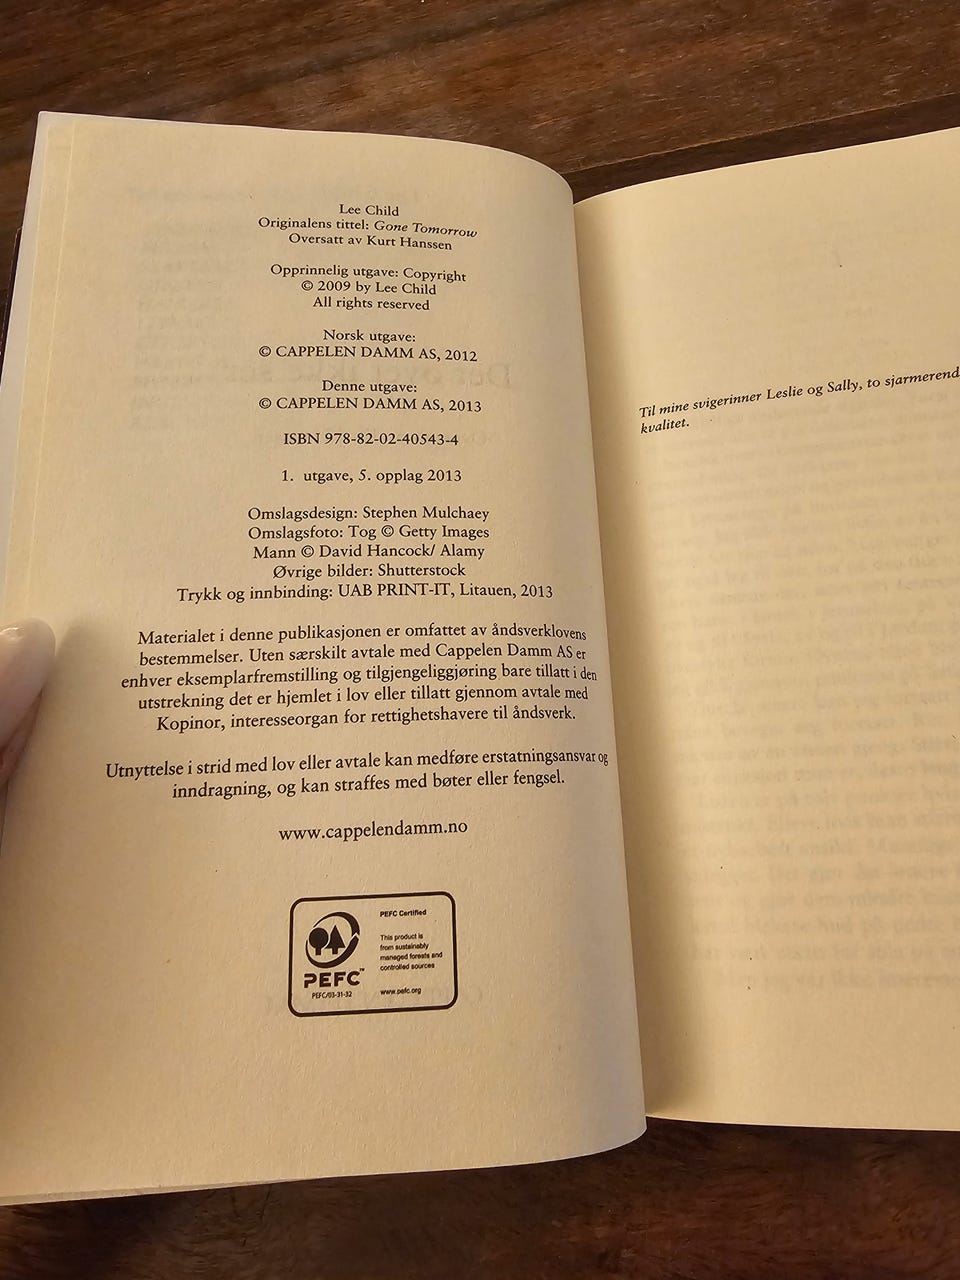 Lee Child
Originalens tittel: Gone Tomorrow
Oversatt av Kurt Hanssen
Opprinnelig utgave: Copyright
© 2009 by Lee Child
All rights reserved
Norsk utgave:
© CAPPELEN DAMM AS, 2012
Denne utgave:
© CAPPELEN DAMM AS, 2013
ISBN 978-82-02-40543-4
1. utgave, 5. opplag 2013
Omslagsdesign: Stephen Mulchaey
Omslagsfoto: Tog © Getty Images
Mann © David Hancock/ Alamy
Øvrige bilder: Shutterstock
Trykk og innbinding: UAB PRINT-IT, Litauen, 2013
Materialet i denne publikasjonen er omfattet av åndsverklovens
bestemmelser. Uten særskilt avtale med Cappelen Damm AS er
enhver eksemplarfremstilling og tilgjengeliggjøring bare tillatt i den
utstrekning det er hjemlet i lov eller tillatt gjennom avtale med
Kopinor, interesseorgan for rettighetshavere til åndsverk.
Utnyttelse i strid med lov eller avtale kan medføre erstatningsansvar og
inndragning, og kan straffes med bøter eller fengsel.
www.cappelendamm.no
PEFC™
PEFC/03-31-32
PEFC Certified
This product is
from sustainably
managed forests and
controlled sources
www.pefc.org
Til mine svigerinner Leslie og Sally, to sjarmerend
kvalitet.